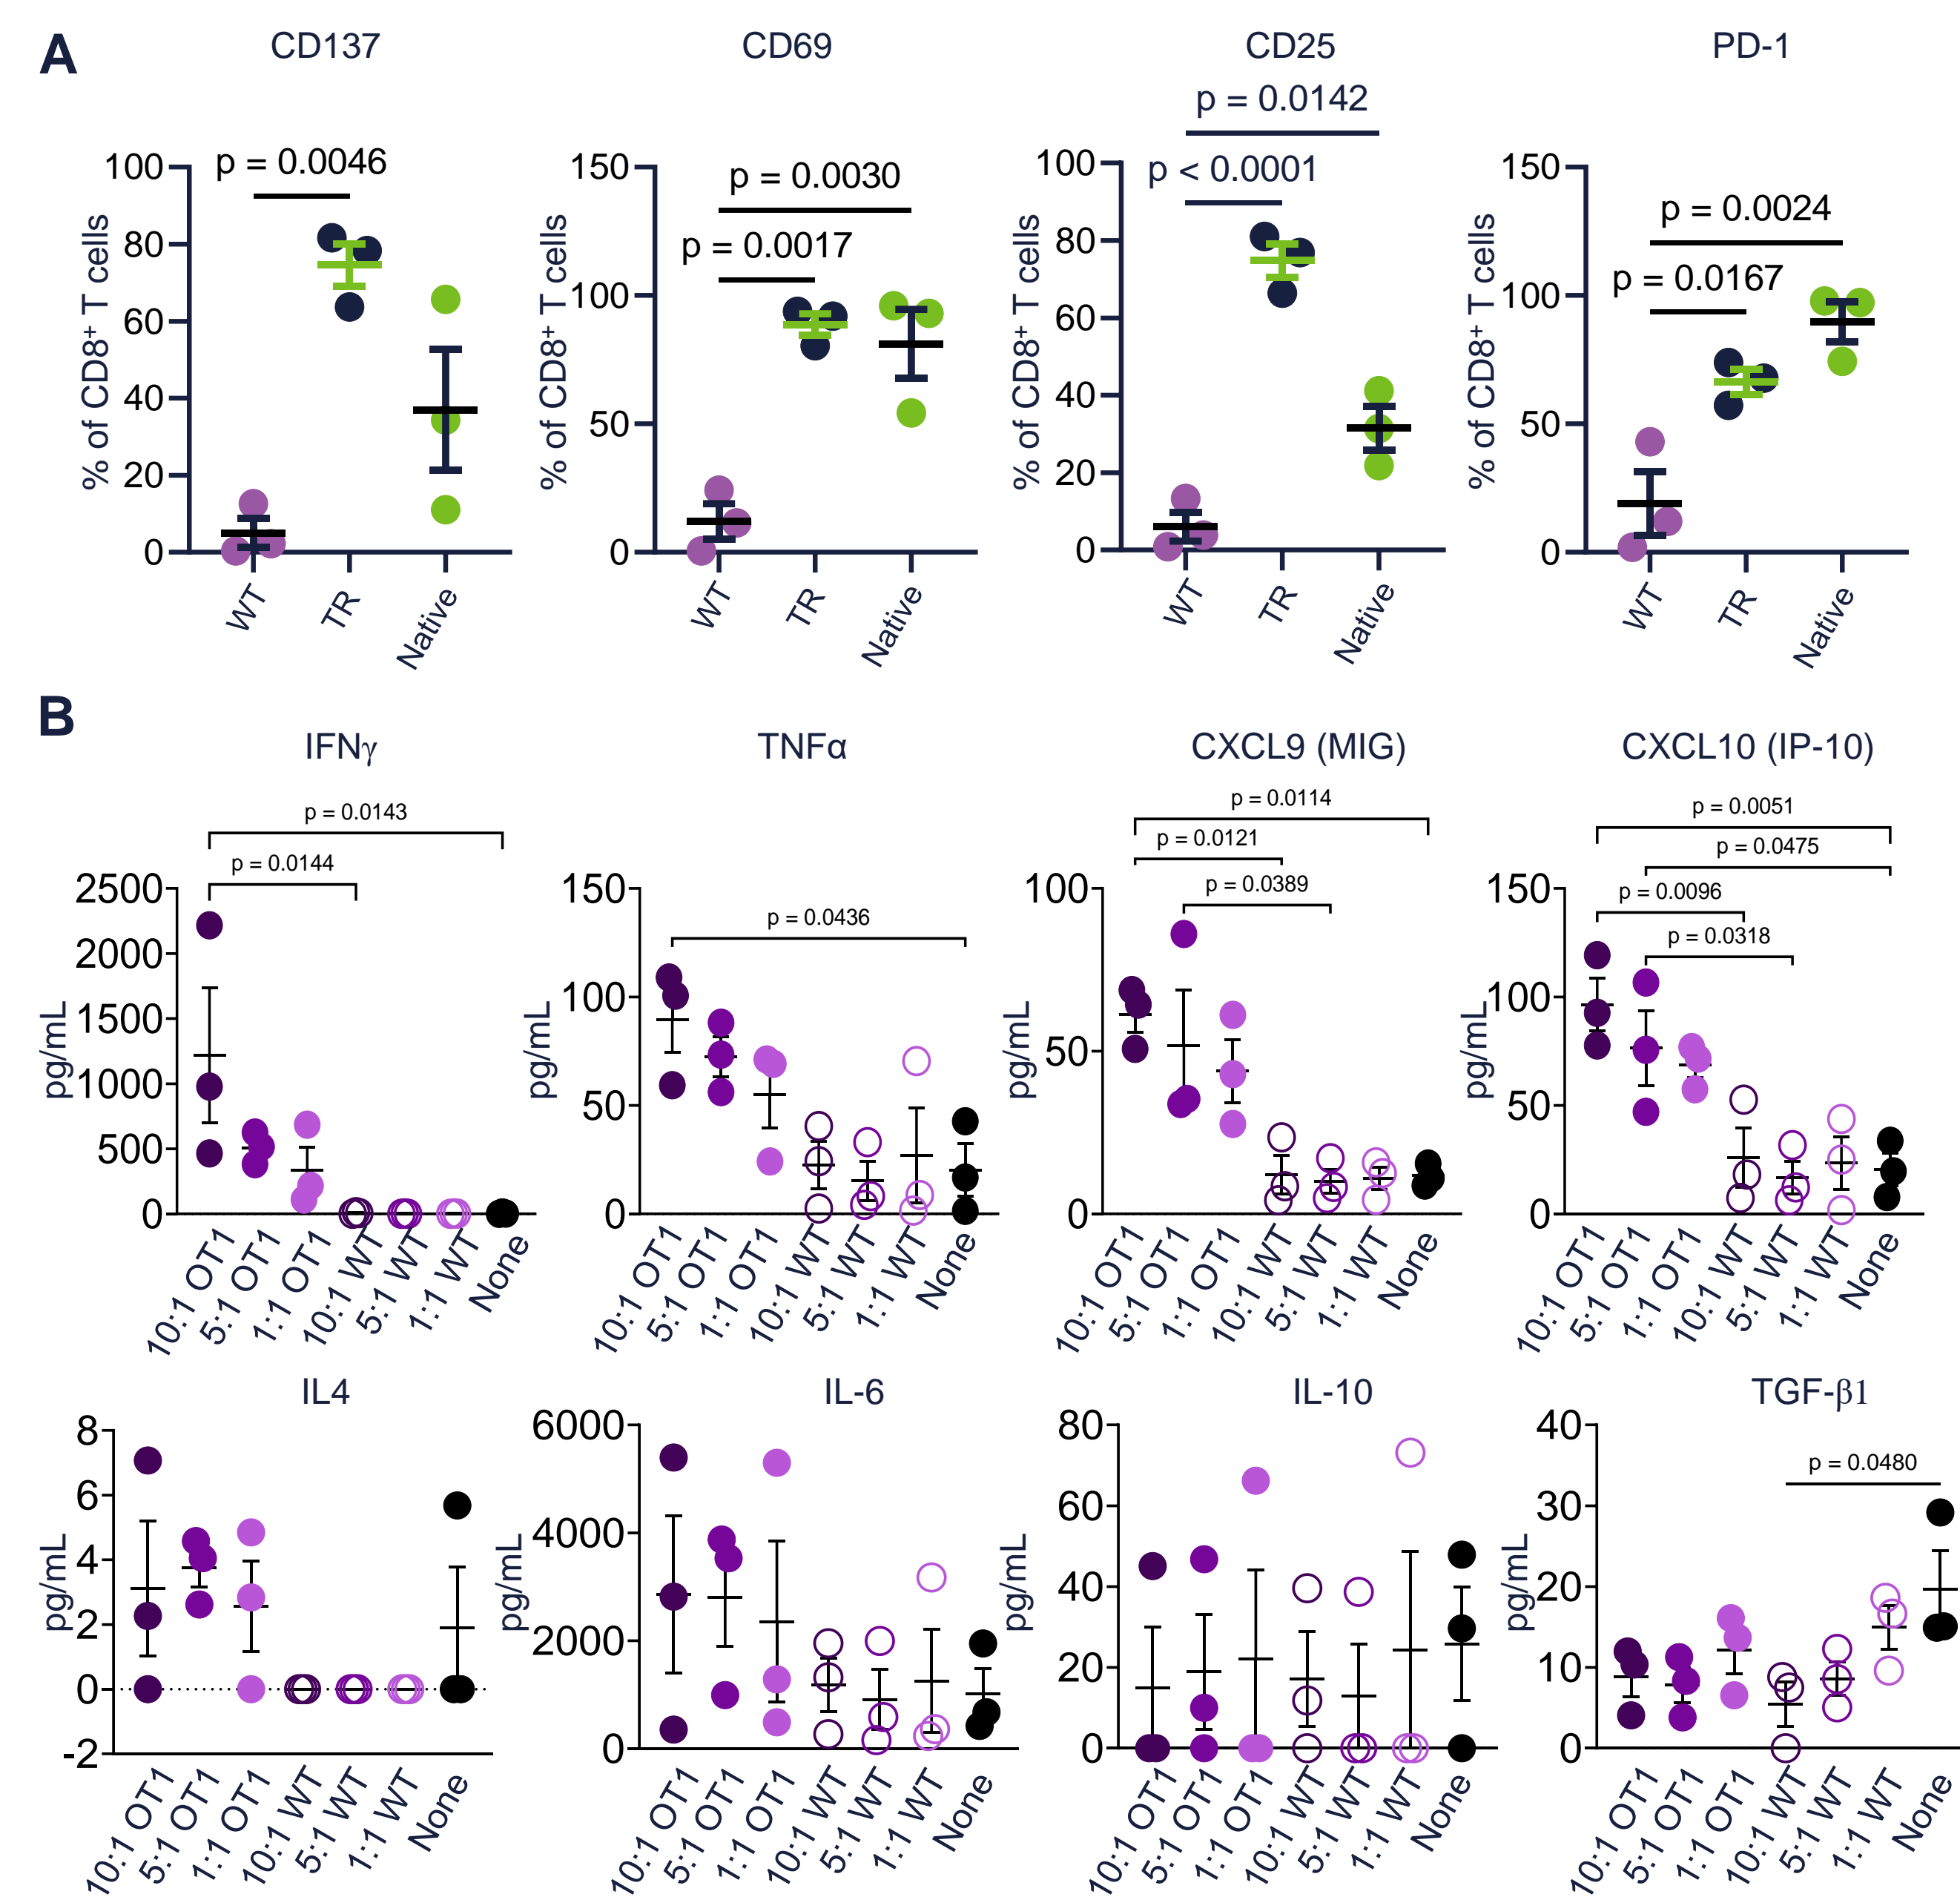 A
CD137
CD69
CD25
PD-1
% of CD8⁺ T cells
100
80
60
40
20
0
p = 0.0046
WT
TR
Native
% of CD8⁺ T cells
150
100
50
0
p = 0.0030
p = 0.0017
WT
TR
Native
% of CD8⁺ T cells
100
80
60
40
20
0
p = 0.0142
p < 0.0001
WT
TR
Native
% of CD8⁺ T cells
150
100
50
0
p = 0.0024
p = 0.0167
WT
TR
Native
B
IFNγ
p = 0.0143
p = 0.0144
pg/mL
2500
2000
1500
1000
500
0
10:1 OT1
5:1 OT1
1:1 OT1
10:1 WT
5:1 WT
1:1 WT
None
TNFα
p = 0.0436
pg/mL
150
100
50
0
10:1 OT1
5:1 OT1
1:1 OT1
10:1 WT
5:1 WT
1:1 WT
None
CXCL9 (MIG)
p = 0.0114
p = 0.0121
p = 0.0389
pg/mL
100
50
0
10:1 OT1
5:1 OT1
1:1 OT1
10:1 WT
5:1 WT
1:1 WT
None
CXCL10 (IP-10)
p = 0.0051
p = 0.0475
p = 0.0096
p = 0.0318
pg/mL
150
100
50
0
10:1 OT1
5:1 OT1
1:1 OT1
10:1 WT
5:1 WT
1:1 WT
None
IL4
pg/mL
8
6
4
2
0
-2
10:1 OT1
5:1 OT1
1:1 OT1
10:1 WT
5:1 WT
1:1 WT
None
IL-6
pg/mL
6000
4000
2000
0
10:1 OT1
5:1 OT1
1:1 OT1
10:1 WT
5:1 WT
1:1 WT
None
IL-10
pg/mL
80
60
40
20
0
10:1 OT1
5:1 OT1
1:1 OT1
10:1 WT
5:1 WT
1:1 WT
None
TGF-β1
p = 0.0480
pg/mL
40
30
20
10
0
10:1 OT1
5:1 OT1
1:1 OT1
10:1 WT
5:1 WT
1:1 WT
None